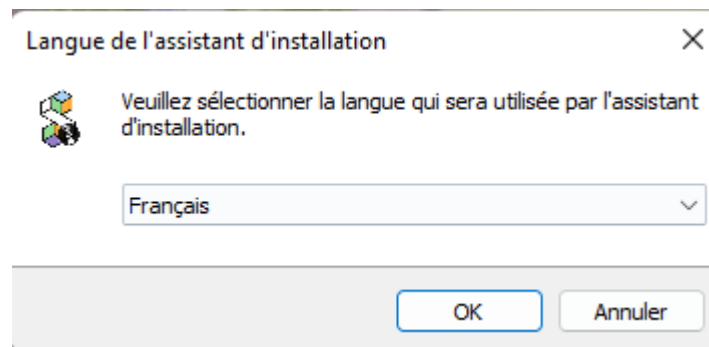 Langue de l'assistant d'installation
Veuillez sélectionner la langue qui sera utilisée par l'assistant
d'installation.
Français
OK Annuler